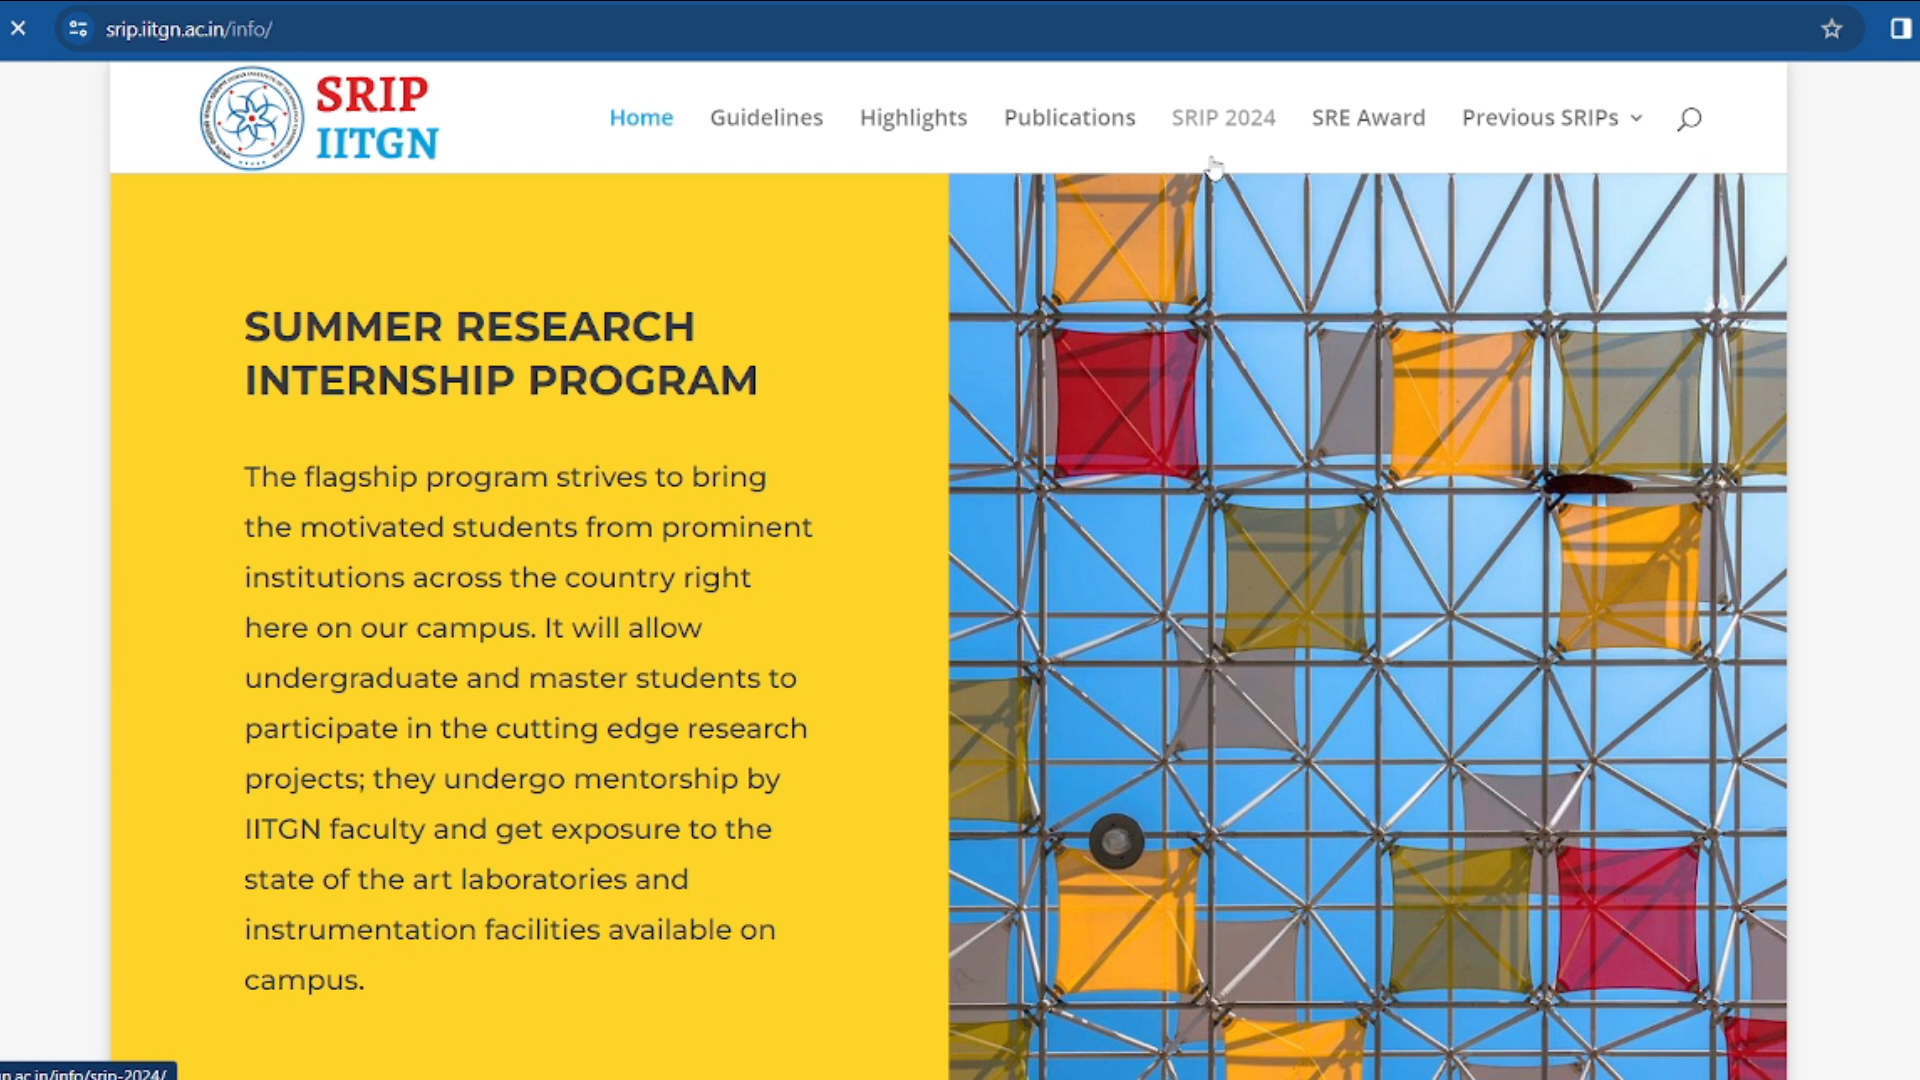 srip.iitgn.ac.in/info/
SRIP
IITGN
Home Guidelines Highlights Publications SRIP 2024 SRE Award Previous SRIPs
SUMMER RESEARCH
INTERNSHIP PROGRAM
The flagship program strives to bring
the motivated students from prominent
institutions across the country right
here on our campus. It will allow
undergraduate and master students to
participate in the cutting edge research
projects; they undergo mentorship by
IITGN faculty and get exposure to the
state of the art laboratories and
instrumentation facilities available on
campus.
n.ac.in/info/srip-2024/